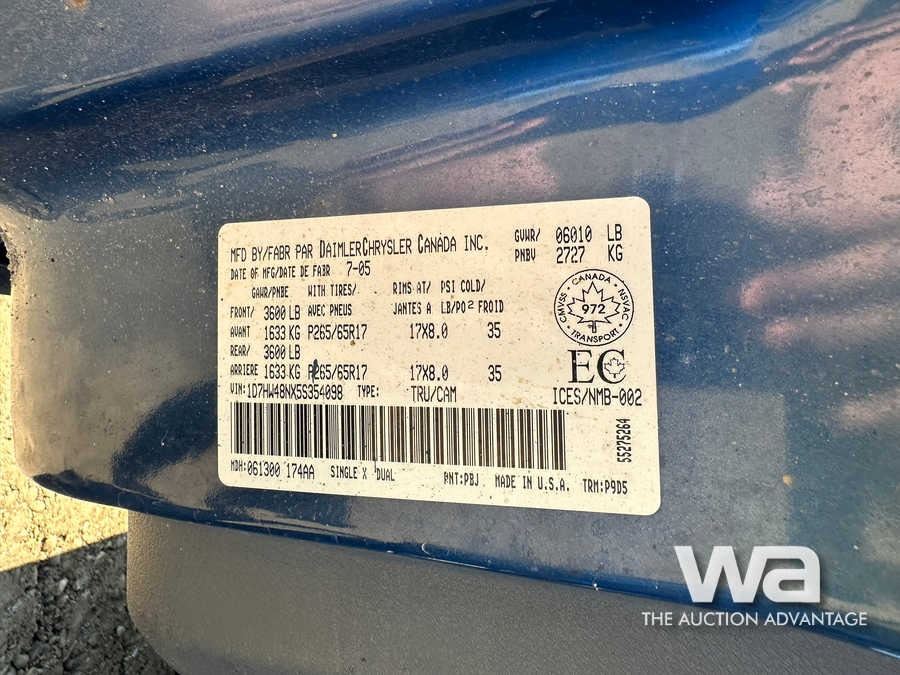 MFD BY/FABR PAR DAIMLERCHRYSLER CANADA INC.
GVWR/ 06010 LB
PNBV 2727 KG
DATE OF MFG/DATE DE FABR 7-05
GAWR/PNBE WITH TIRES/ RIMS AT/ PSI COLD/
AVEC PNEUS JANTES A LB/PO² FROID
FRONT/ 3600 LB
AVANT 1633 KG P265/65R17 17X8.0 35
REAR/ 3600 LB
ARRIERE 1633 KG P265/65R17 17X8.0 35
VIN: 1D7HW48NX5S354098 TYPE: TRU/CAM
CANADA
CMVSS 972 NSVAC
TRANSPORT
EC
ICES/NMB-002
55275264
MDH: 061300 174AA SINGLE X DUAL PNT:PBJ MADE IN U.S.A. TRM:P9D5
wa
THE AUCTION ADVANTAGE